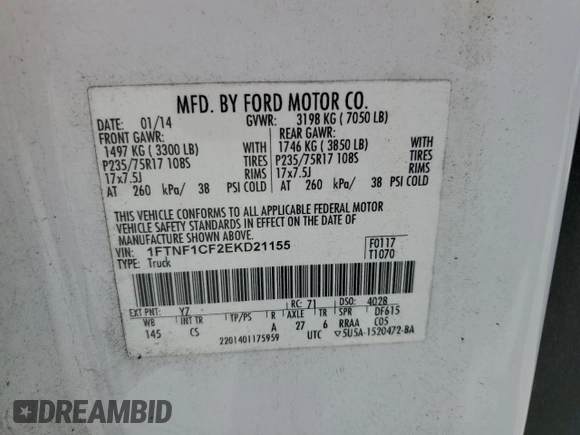 MFD. BY FORD MOTOR CO.
DATE: 01/14 GVWR: 3198 KG ( 7050 LB)
FRONT GAWR: REAR GAWR:
1497 KG ( 3300 LB) WITH 1746 KG ( 3850 LB) WITH
P235/75R17 108S TIRES P235/75R17 108S TIRES
17x7.5J RIMS 17x7.5J RIMS
AT 260 kPa/ 38 PSI COLD AT 260 kPa/ 38 PSI COLD
THIS VEHICLE CONFORMS TO ALL APPLICABLE FEDERAL MOTOR
VEHICLE SAFETY STANDARDS IN EFFECT ON THE DATE OF
MANUFACTURE SHOWN ABOVE.
VIN: 1FTNF1CF2EKD21155 F0117
TYPE: Truck T1070
EXT PNT: Y7 RC: 71 DSO: 4028
WB INT TR TP/PS R AXLE TR SPR DF615
145 CS A 27 6 RRAA C05
2201401175959 UTC ▽5U5A-1520472-BA
DREAMBID